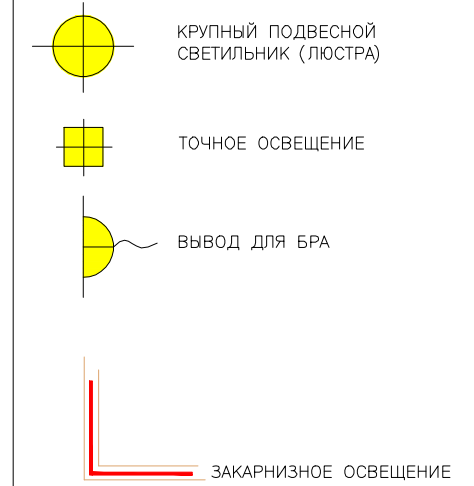 КРУПНЫЙ ПОДВЕСНОЙ
СВЕТИЛЬНИК (ЛЮСТРА)
ТОЧНОЕ ОСВЕЩЕНИЕ
ВЫВОД ДЛЯ БРА
ЗАКАРНИЗНОЕ ОСВЕЩЕНИЕ